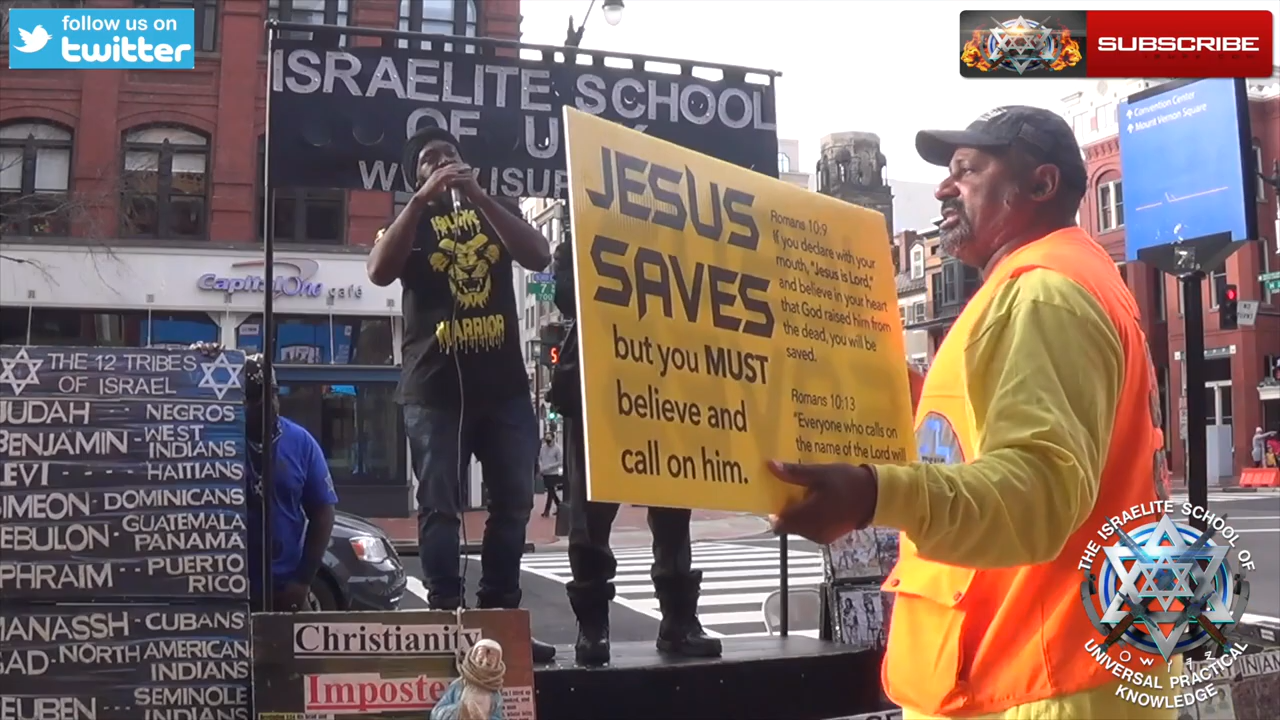 follow us on
twitter
SUBSCRIBE
ISRAELITE SCHOOL
OF
Convention Center
Mount Vernon Square
JESUS
SAVES
but you MUST
believe and
call on him.
Romans 10:9
If you declare with your
mouth, "Jesus is Lord,"
and believe in your heart
that God raised him from
the dead, you will be
saved.
Romans 10:13
"Everyone who calls on
the name of the Lord will
CapitalOne café
WARRIOR
THE 12 TRIBES
OF ISRAEL
JUDAH NEGROS
BENJAMIN - WEST INDIANS
LEVI ---- HAITIANS
SIMEON - DOMINICANS
EBULON - GUATEMALA PANAMA
PHRAIM -- PUERTO RICO
MANASSH - CUBANS
GAD - NORTH AMERICAN INDIANS
EUBEN - SEMINOLE INDIANS
Christianity
Imposte
THE ISRAELITE SCHOOL OF
UNIVERSAL PRACTICAL
KNOWLEDGE